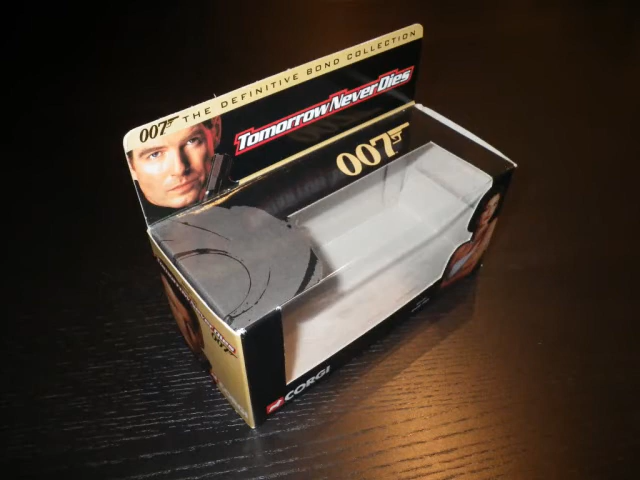 007 THE DEFINITIVE BOND COLLECTION
Tomorrow Never Dies
007
CORGI